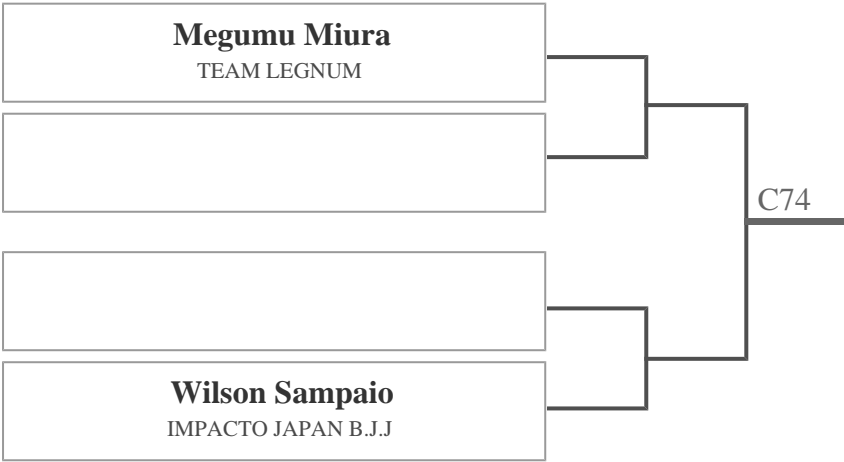 Megumu Miura
TEAM LEGNUM
C74
Wilson Sampaio
IMPACTO JAPAN B.J.J